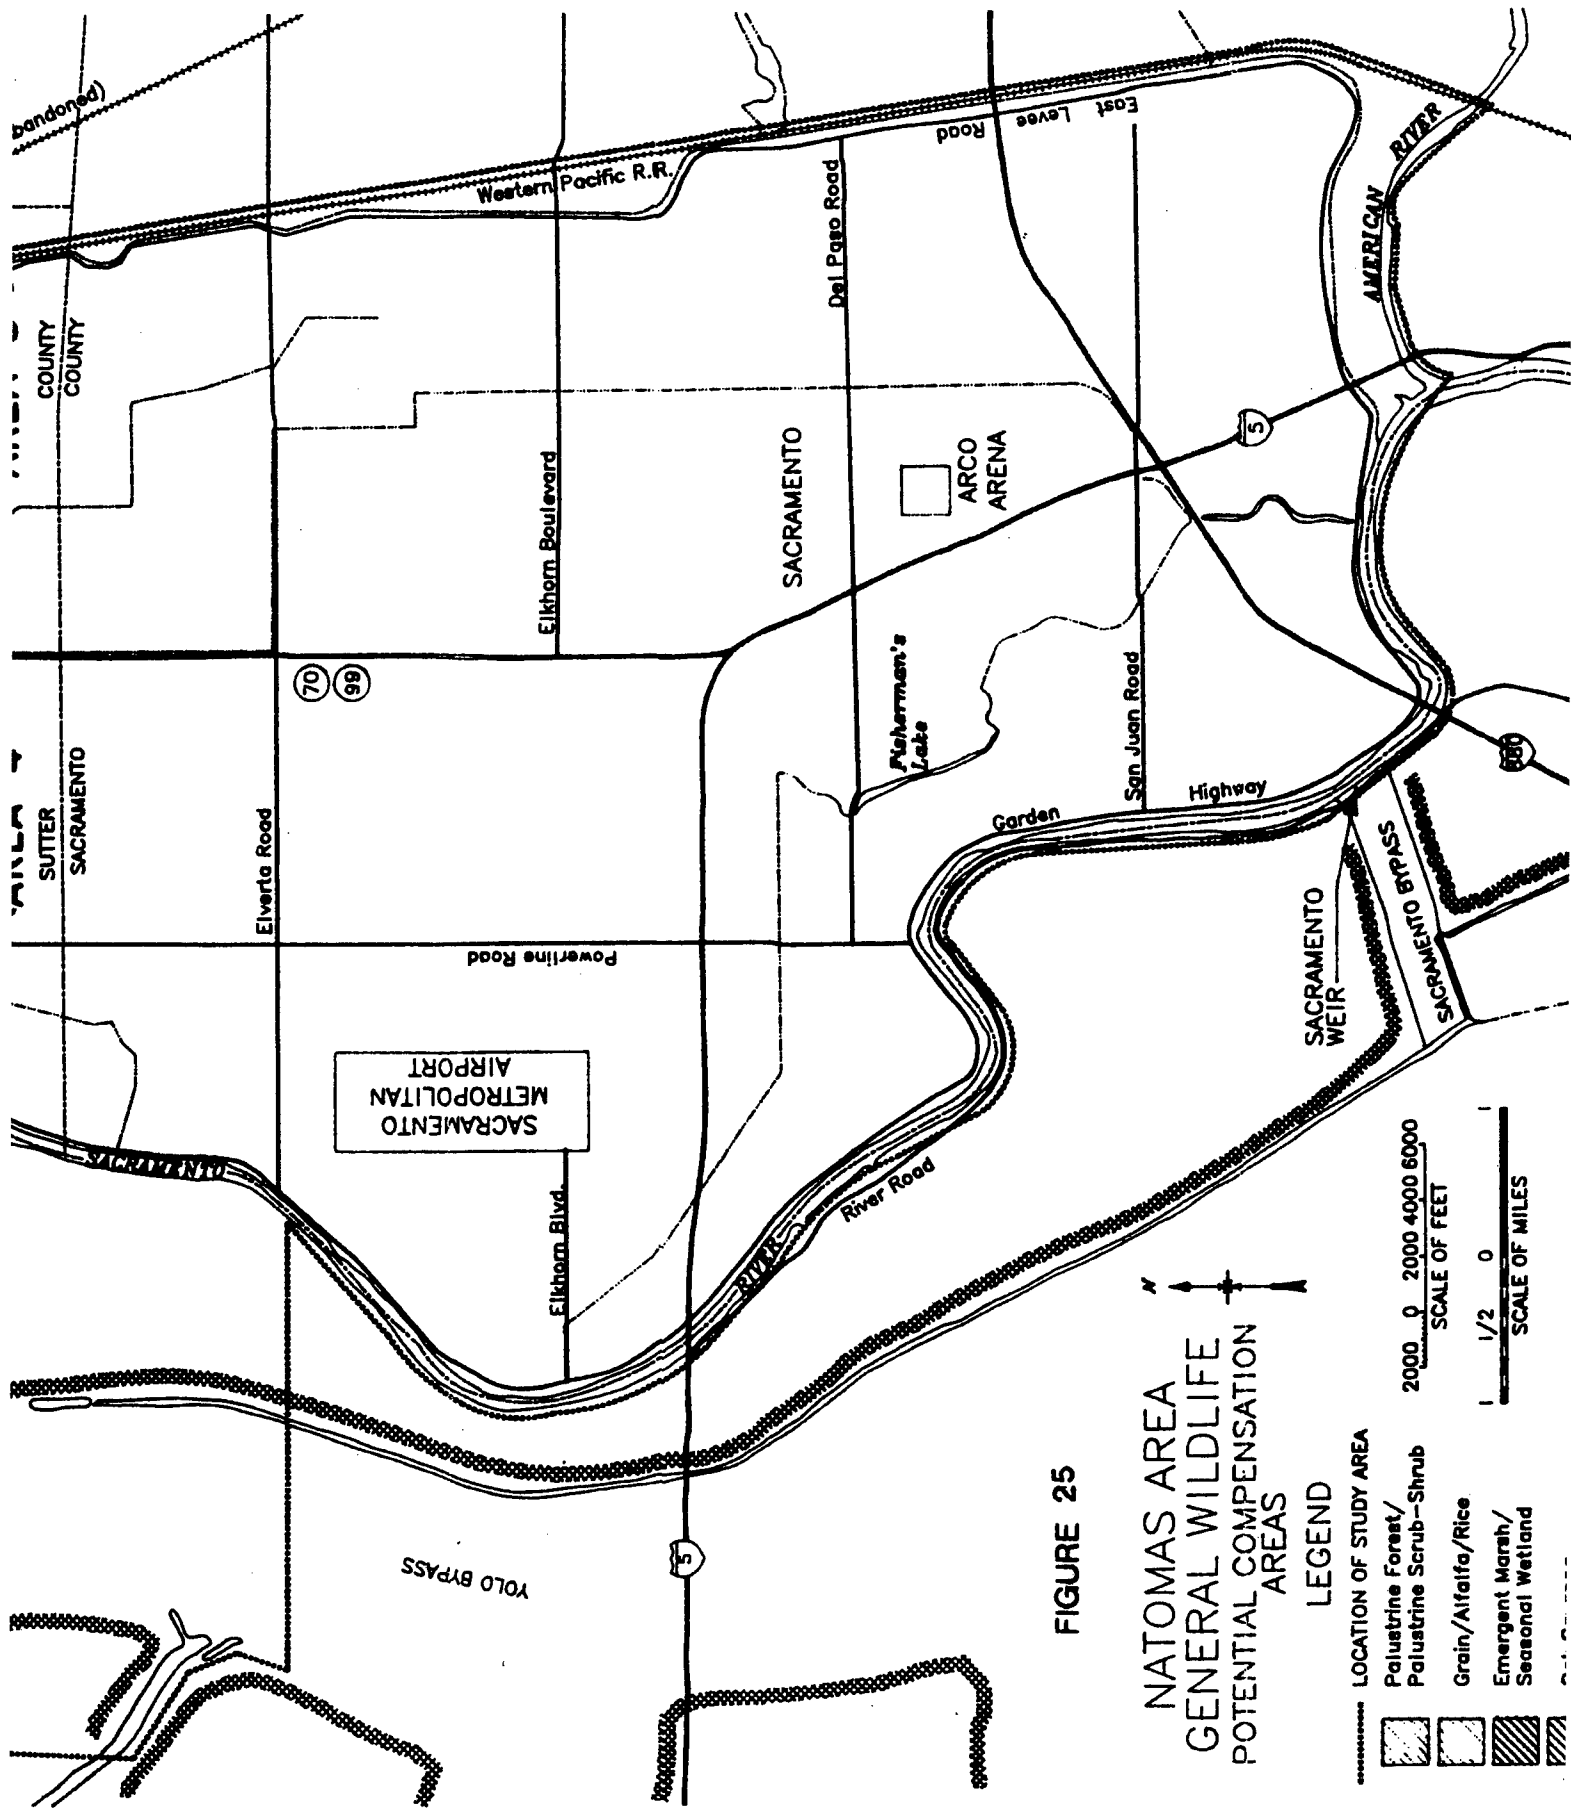 bandoned)
COUNTY
COUNTY
SUTTER
SACRAMENTO
Western Pacific R.R.
East Levee Road
Del Paso Road
Elkhorn Boulevard
SACRAMENTO
ARCO
ARENA
AMERICAN
RIVER
5
70
99
Elverta Road
Fisherman's
Lake
San Juan Road
Garden Highway
80
Powerline Road
SACRAMENTO
METROPOLITAN
AIRPORT
SACRAMENTO
RIVER
Elkhorn Blvd.
River Road
SACRAMENTO
WEIR
SACRAMENTO BYPASS
SACRAMENTO BYPASS
YOLO BYPASS
5
FIGURE 25
NATOMAS AREA
GENERAL WILDLIFE
POTENTIAL COMPENSATION
AREAS
N
LEGEND
LOCATION OF STUDY AREA
Palustrine Forest/
Palustrine Scrub-Shrub
Grain/Alfalfa/Rice
Emergent Marsh/
Seasonal Wetland
2000 0 2000 4000 6000
SCALE OF FEET
1 1/2 0 1
SCALE OF MILES